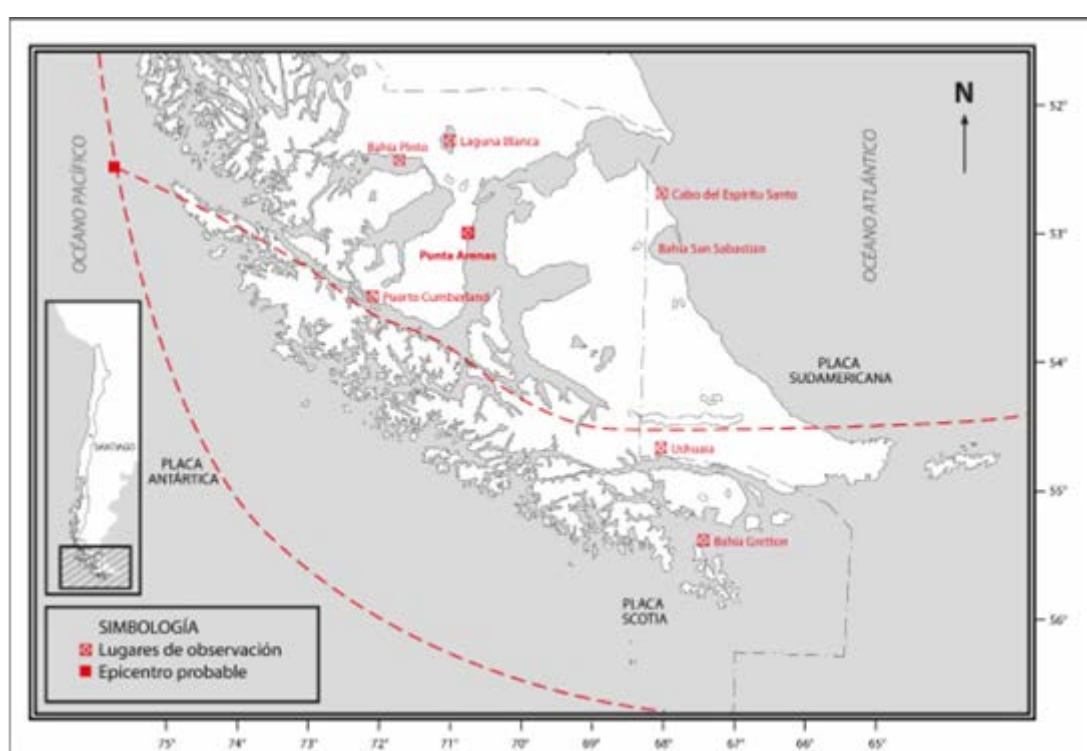 N
OCÉANO PACÍFICO
OCÉANO ATLÁNTICO
Bahía Pinto
Laguna Blanca
Cabo del Espíritu Santo
Punta Arenas
Bahía San Sabastián
Puerto Cumberland
PLACA
SUDAMERICANA
Ushuaia
PLACA
ANTÁRTICA
Bahía Gretton
PLACA
SCOTIA
SANTIAGO
SIMBOLOGÍA
Lugares de observación
Epicentro probable
52°
53°
54°
55°
56°
75°
74°
73°
72°
71°
70°
69°
68°
67°
66°
65°